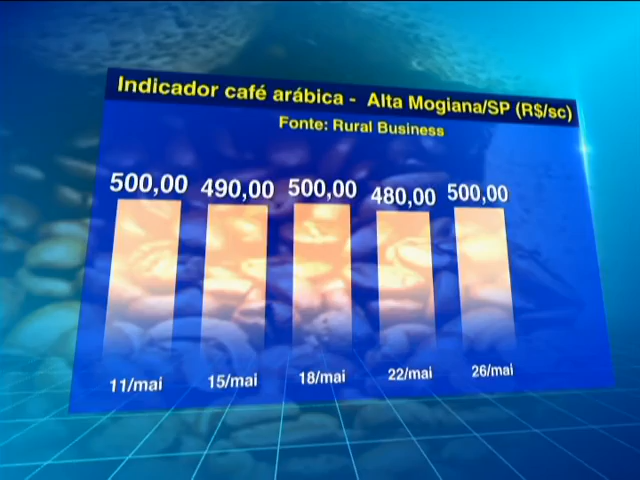 Indicador café arábica - Alta Mogiana/SP (R$/sc)
Fonte: Rural Business
500,00 490,00 500,00 480,00 500,00
11/mai 15/mai 18/mai 22/mai 26/mai